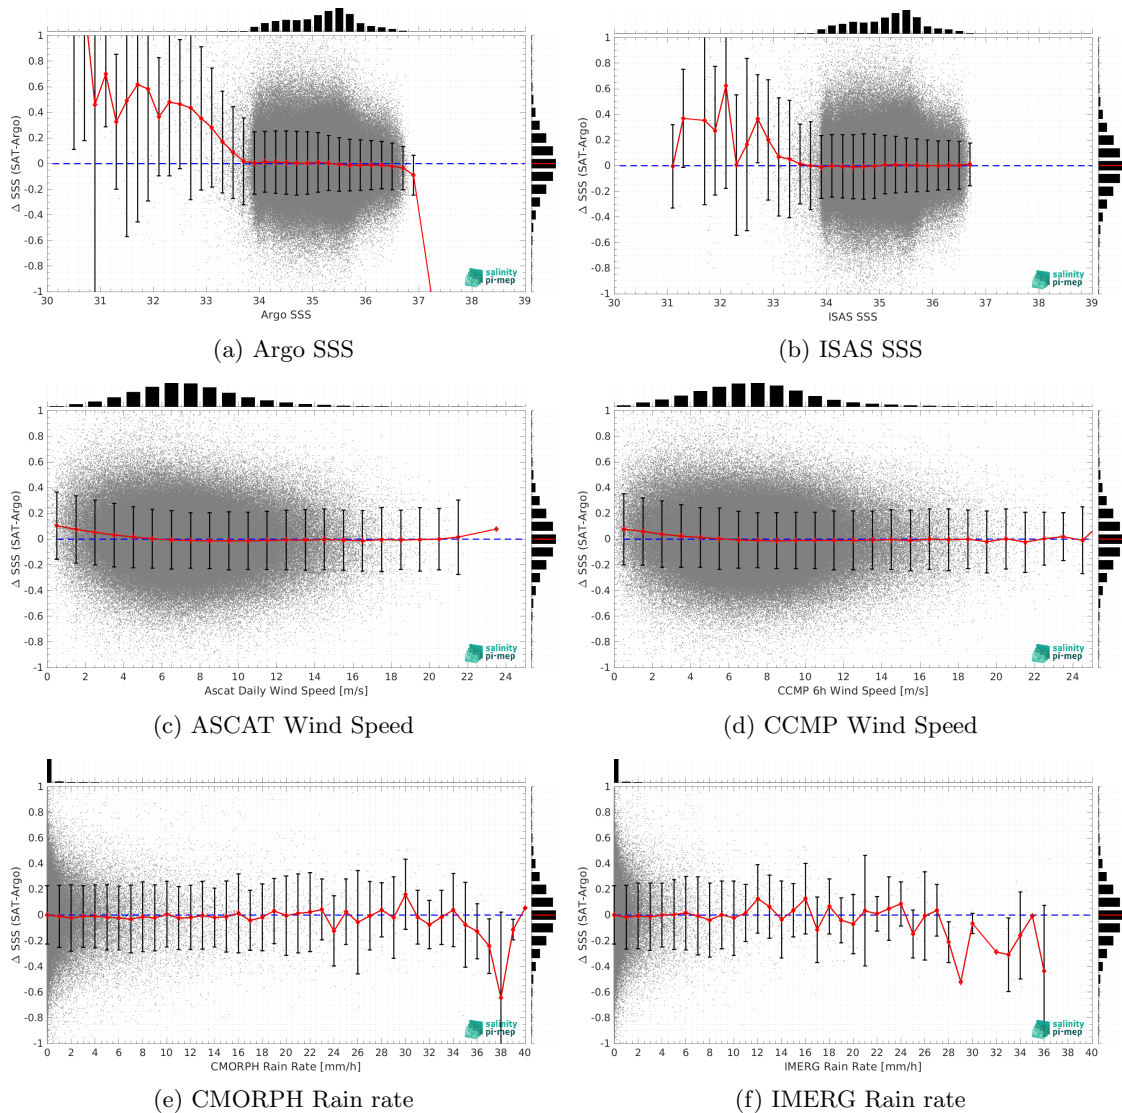 1
0.8
0.6
0.4
0.2
0
-0.2
-0.4
-0.6
-0.8
-1
Δ SSS (SAT-Argo)
30 31 32 33 34 35 36 37 38 39
Argo SSS
salinity
pi-mep
(a) Argo SSS
1
0.8
0.6
0.4
0.2
0
-0.2
-0.4
-0.6
-0.8
-1
Δ SSS (SAT-Argo)
30 31 32 33 34 35 36 37 38 39
ISAS SSS
salinity
pi-mep
(b) ISAS SSS
1
0.8
0.6
0.4
0.2
0
-0.2
-0.4
-0.6
-0.8
-1
Δ SSS (SAT-Argo)
0 2 4 6 8 10 12 14 16 18 20 22 24
Ascat Daily Wind Speed [m/s]
salinity
pi-mep
(c) ASCAT Wind Speed
1
0.8
0.6
0.4
0.2
0
-0.2
-0.4
-0.6
-0.8
-1
Δ SSS (SAT-Argo)
0 2 4 6 8 10 12 14 16 18 20 22 24
CCMP 6h Wind Speed [m/s]
salinity
pi-mep
(d) CCMP Wind Speed
1
0.8
0.6
0.4
0.2
0
-0.2
-0.4
-0.6
-0.8
-1
Δ SSS (SAT-Argo)
0 2 4 6 8 10 12 14 16 18 20 22 24 26 28 30 32 34 36 38 40
CMORPH Rain Rate [mm/h]
salinity
pi-mep
(e) CMORPH Rain rate
1
0.8
0.6
0.4
0.2
0
-0.2
-0.4
-0.6
-0.8
-1
Δ SSS (SAT-Argo)
0 2 4 6 8 10 12 14 16 18 20 22 24 26 28 30 32 34 36 38 40
IMERG Rain Rate [mm/h]
salinity
pi-mep
(f) IMERG Rain rate